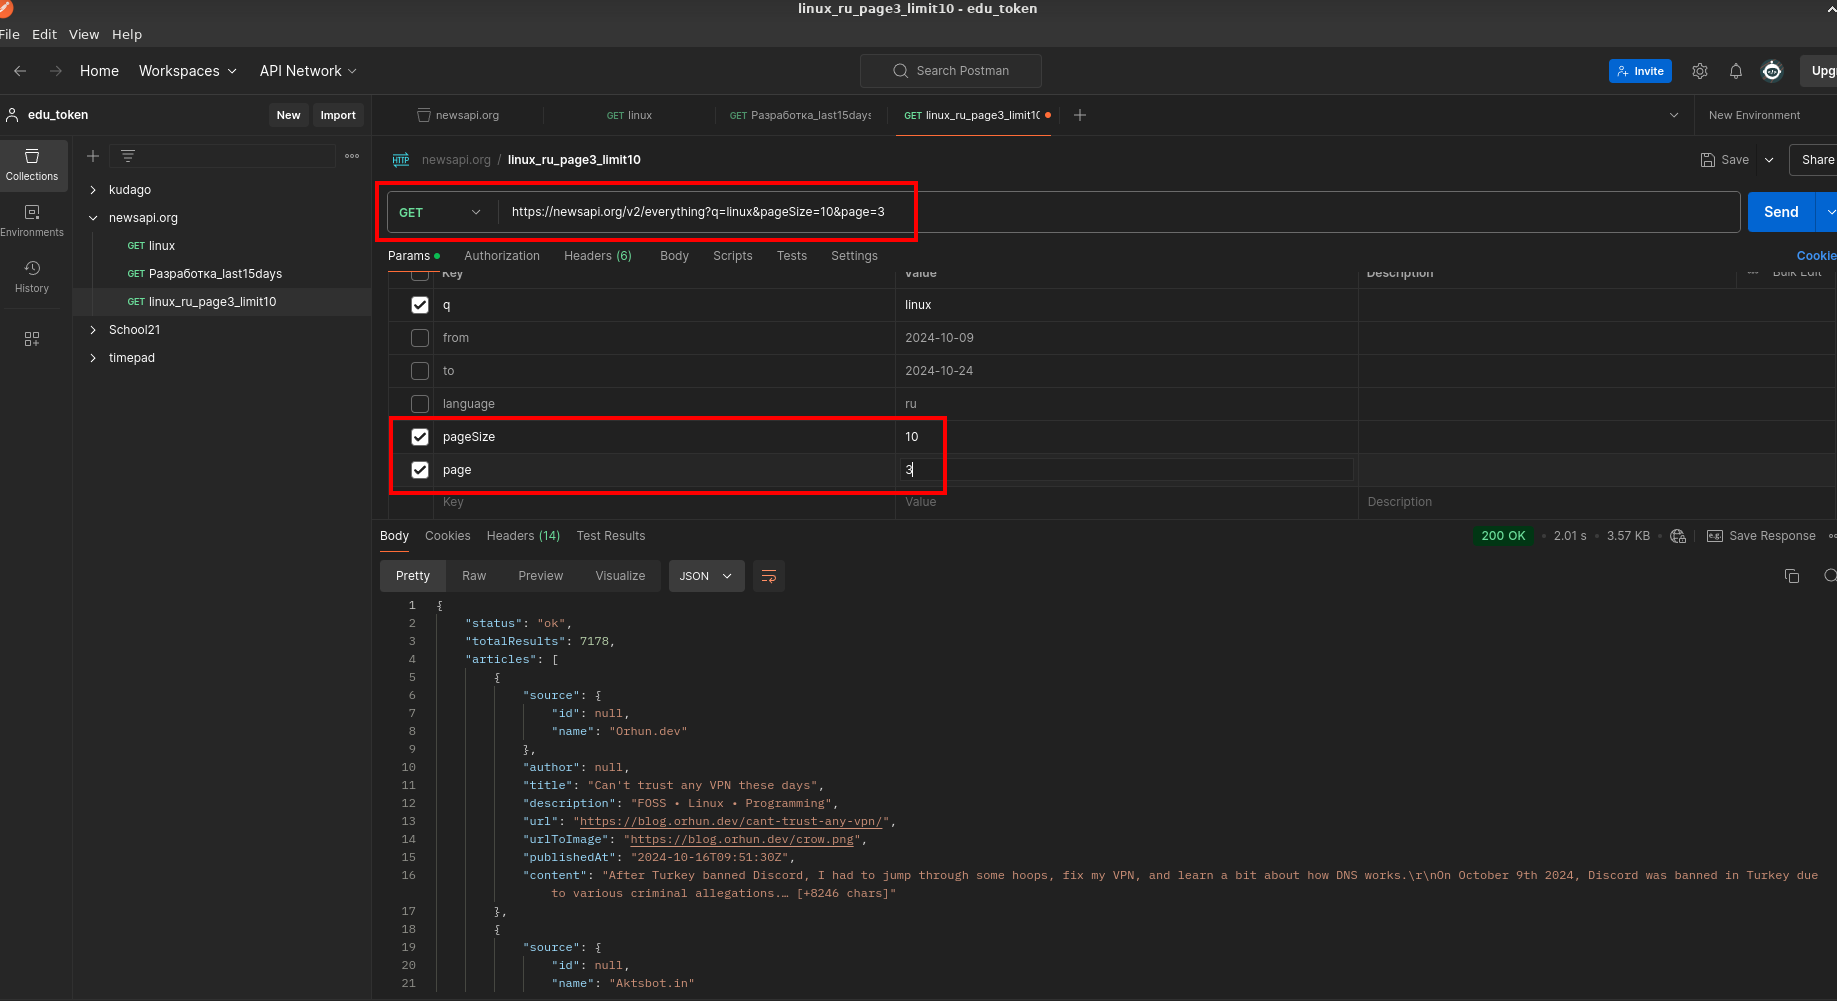 linux_ru_page3_limit10 - edu_token
File Edit View Help
Home Workspaces API Network Search Postman Invite
edu_token New Import newsapi.org GET linux GET Разработка_last15days GET linux_ru_page3_limit10 New Environment
Collections
Environments
History
kudago
newsapi.org
GET linux
GET Разработка_last15days
GET linux_ru_page3_limit10
School21
timepad
HTTP newsapi.org / linux_ru_page3_limit10 Save Share
GET https://newsapi.org/v2/everything?q=linux&pageSize=10&page=3 Send
Params Authorization Headers (6) Body Scripts Tests Settings Cookie
Key Value Description Bulk Edit
q linux
from 2024-10-09
to 2024-10-24
language ru
pageSize 10
page 3
Key Value Description
Body Cookies Headers (14) Test Results 200 OK 2.01 s 3.57 KB e.g. Save Response
Pretty Raw Preview Visualize JSON
1 {
2 "status": "ok",
3 "totalResults": 7178,
4 "articles": [
5 {
6 "source": {
7 "id": null,
8 "name": "Orhun.dev"
9 },
10 "author": null,
11 "title": "Can't trust any VPN these days",
12 "description": "FOSS • Linux • Programming",
13 "url": "https://blog.orhun.dev/cant-trust-any-vpn/",
14 "urlToImage": "https://blog.orhun.dev/crow.png",
15 "publishedAt": "2024-10-16T09:51:30Z",
16 "content": "After Turkey banned Discord, I had to jump through some hoops, fix my VPN, and learn a bit about how DNS works.\r\nOn October 9th 2024, Discord was banned in Turkey due
to various criminal allegations.… [+8246 chars]"
17 },
18 {
19 "source": {
20 "id": null,
21 "name": "Aktsbot.in"